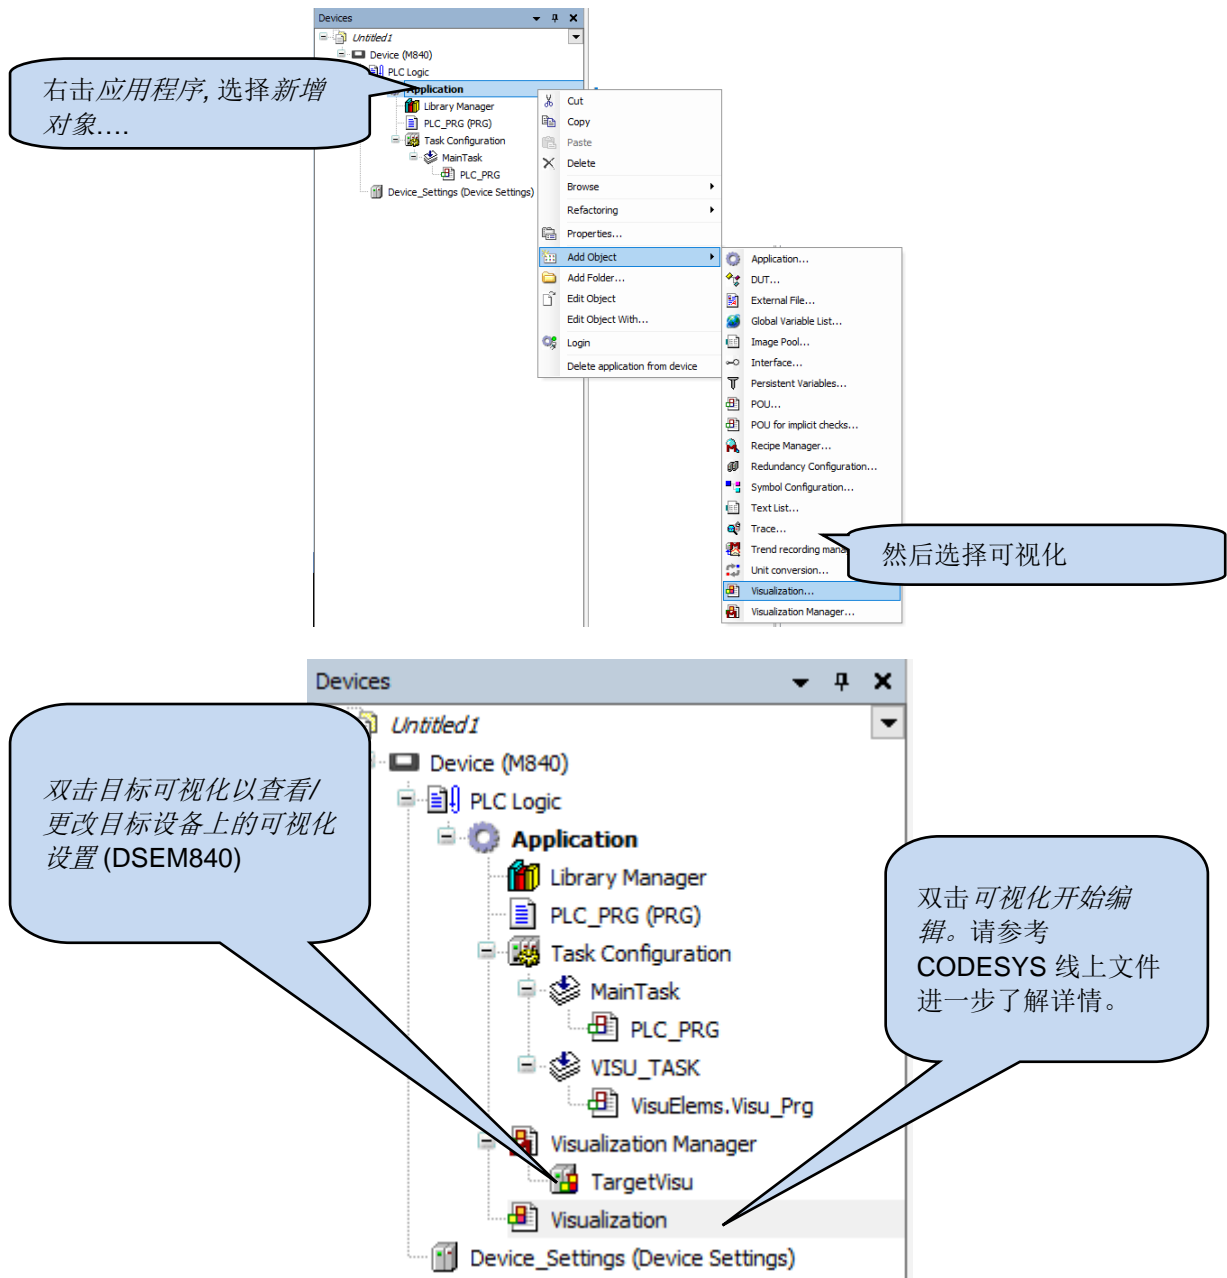 Devices
Untitled1
Device (M840)
PLC Logic
右击应用程序, 选择新增
对象….
Application
Library Manager
PLC_PRG (PRG)
Task Configuration
MainTask
PLC_PRG
Device_Settings (Device Settings)
Cut
Copy
Paste
Delete
Browse
Refactoring
Properties...
Add Object
Add Folder...
Edit Object
Edit Object With...
Login
Delete application from device
Application...
DUT...
External File...
Global Variable List...
Image Pool...
Interface...
Persistent Variables...
POU...
POU for implicit checks...
Recipe Manager...
Redundancy Configuration...
Symbol Configuration...
Text List...
Trace...
Trend recording mana
Unit conversion...
Visualization...
Visualization Manager...
然后选择可视化
Devices
Untitled1
Device (M840)
PLC Logic
Application
Library Manager
PLC_PRG (PRG)
Task Configuration
MainTask
PLC_PRG
VISU_TASK
VisuElems.Visu_Prg
Visualization Manager
TargetVisu
Visualization
Device_Settings (Device Settings)
双击目标可视化以查看/
更改目标设备上的可视化
设置 (DSEM840)
双击可视化开始编
辑。请参考
CODESYS 线上文件
进一步了解详情。